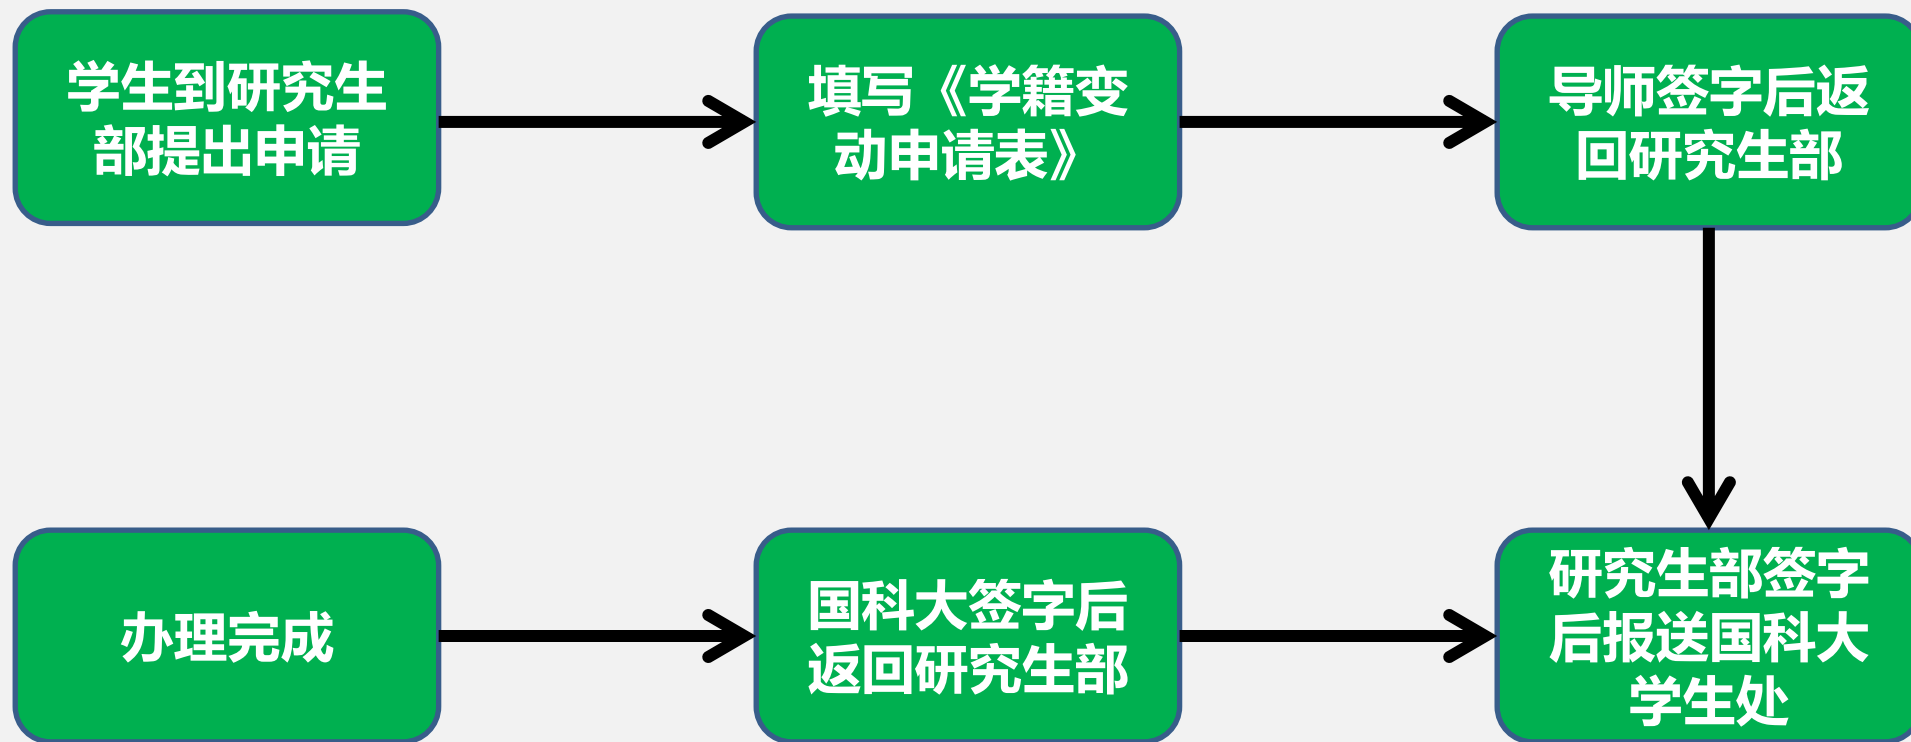 学生到研究生
部提出申请
填写《学籍变
动申请表》
导师签字后返
回研究生部
办理完成
国科大签字后
返回研究生部
研究生部签字
后报送国科大
学生处